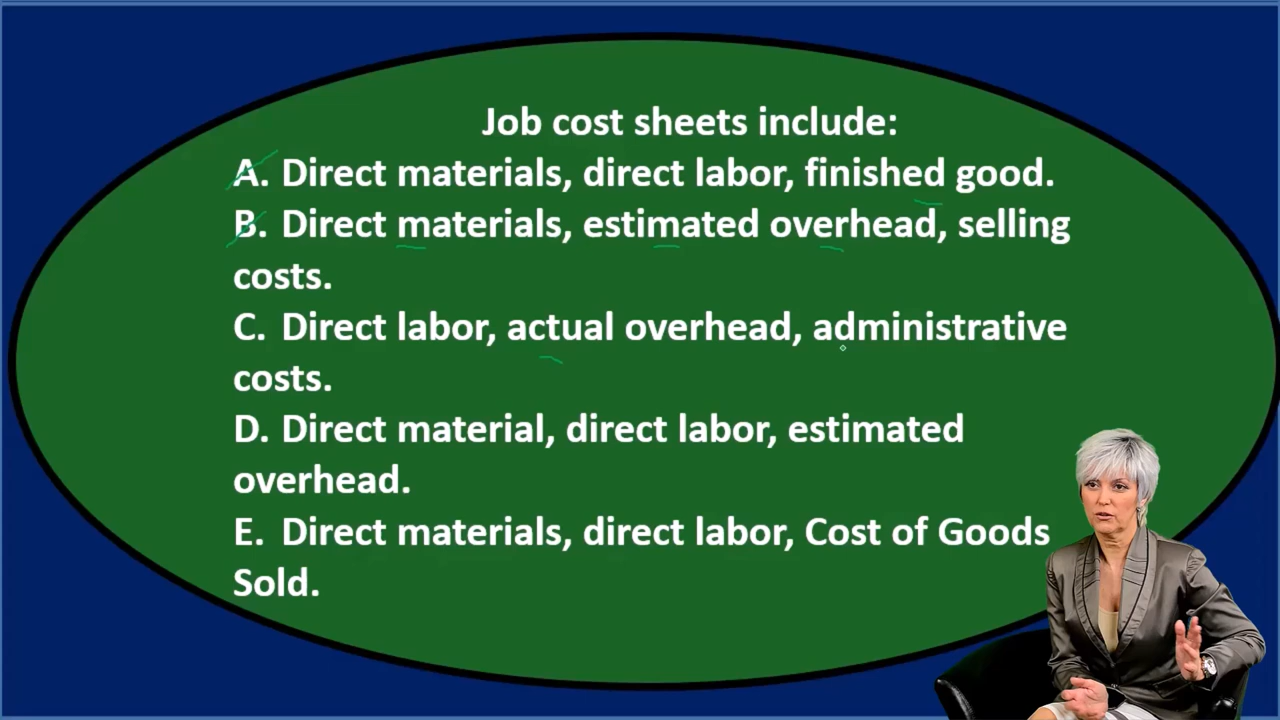 Job cost sheets include:
A. Direct materials, direct labor, finished good.
B. Direct materials, estimated overhead, selling
costs.
C. Direct labor, actual overhead, administrative
costs.
D. Direct material, direct labor, estimated
overhead.
E. Direct materials, direct labor, Cost of Goods
Sold.